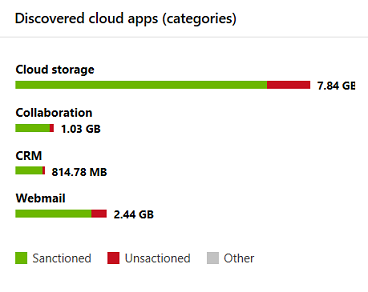 Discovered cloud apps (categories)
Cloud storage
7.84 GB
Collaboration
1.03 GB
CRM
814.78 MB
Webmail
2.44 GB
Sanctioned Unsactioned Other